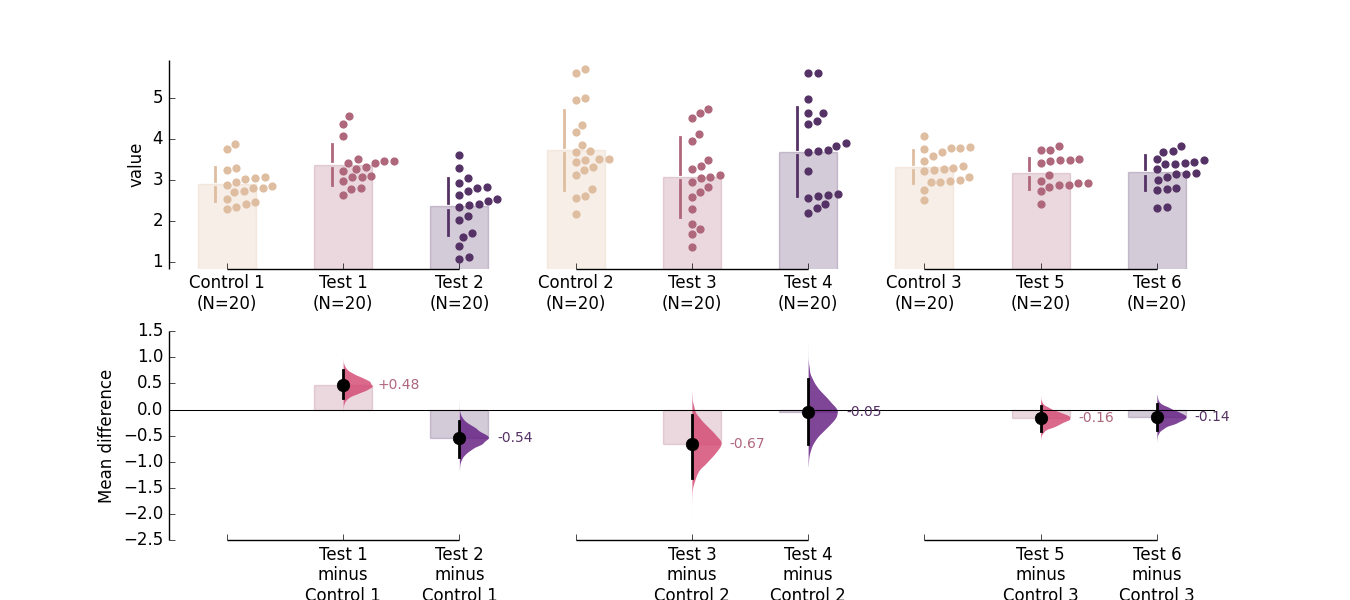 value
5
4
3
2
1
Control 1 Test 1 Test 2 Control 2 Test 3 Test 4 Control 3 Test 5 Test 6
(N=20) (N=20) (N=20) (N=20) (N=20) (N=20) (N=20) (N=20) (N=20)
Mean difference
1.5
1.0
0.5
0.0
−0.5
−1.0
−1.5
−2.0
−2.5
+0.48
-0.54
-0.67
-0.05
-0.16
-0.14
Test 1 Test 2 Test 3 Test 4 Test 5 Test 6
minus minus minus minus minus minus
Control 1 Control 1 Control 2 Control 2 Control 3 Control 3